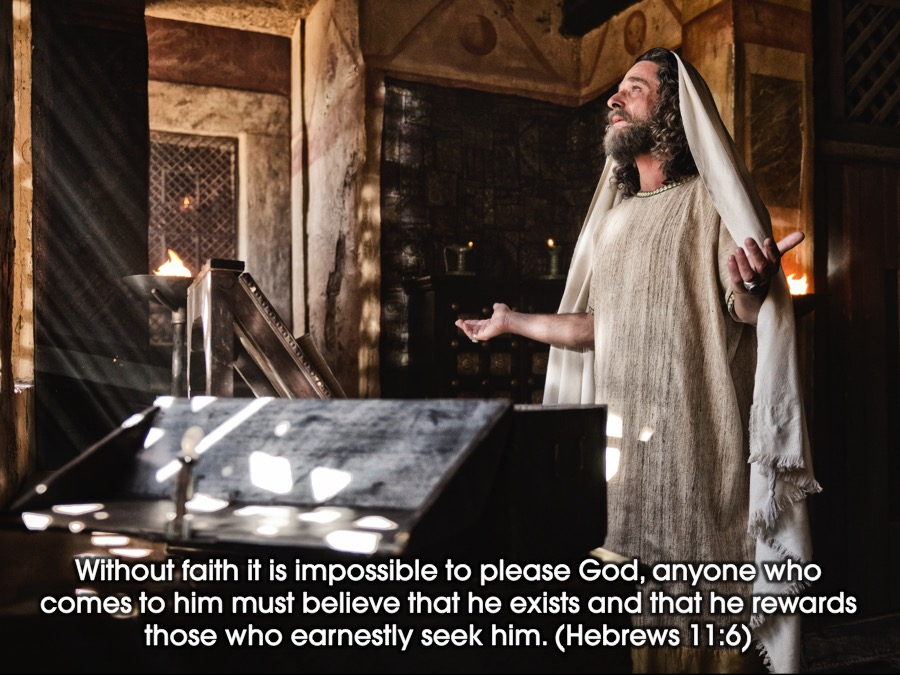 Without faith it is impossible to please God, anyone who
comes to him must believe that he exists and that he rewards
those who earnestly seek him. (Hebrews 11:6)